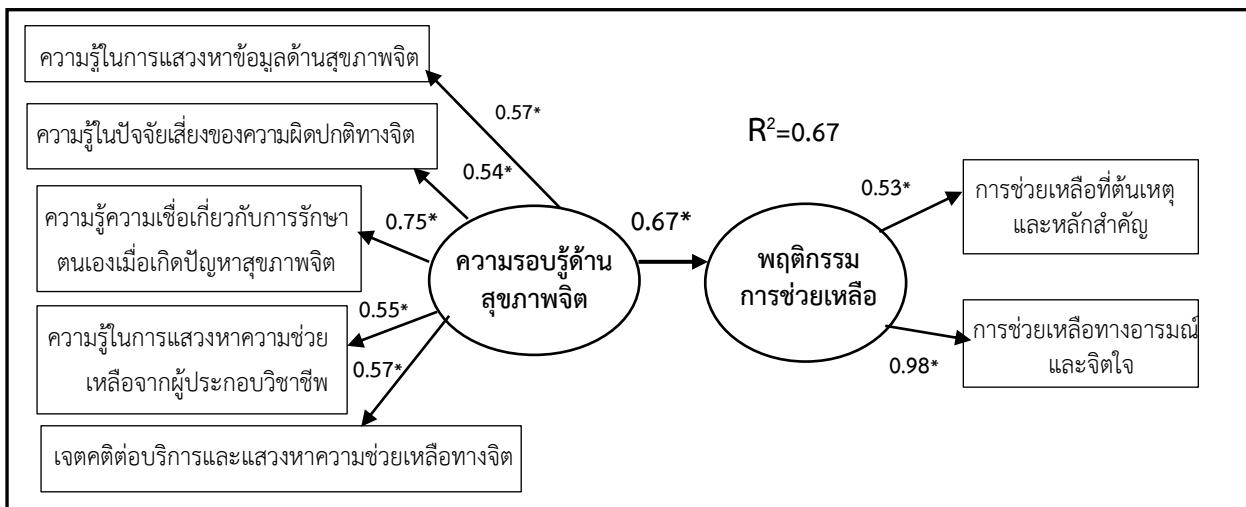 ความรู้ในการแสวงหาข้อมูลด้านสุขภาพจิต
0.57*
R²=0.67
ความรู้ในปัจจัยเสี่ยงของความผิดปกติทางจิต
0.54*
ความรู้ความเชื่อเกี่ยวกับการรักษา
ตนเองเมื่อเกิดปัญหาสุขภาพจิต
0.75*
ความรอบรู้ด้าน
สุขภาพจิต
0.67*
พฤติกรรม
การช่วยเหลือ
0.53*
การช่วยเหลือที่ต้นเหตุ
และหลักสำคัญ
0.55*
ความรู้ในการแสวงหาความช่วย
เหลือจากผู้ประกอบวิชาชีพ
0.57*
0.98*
การช่วยเหลือทางอารมณ์
และจิตใจ
เจตคติต่อบริการและแสวงหาความช่วยเหลือทางจิต